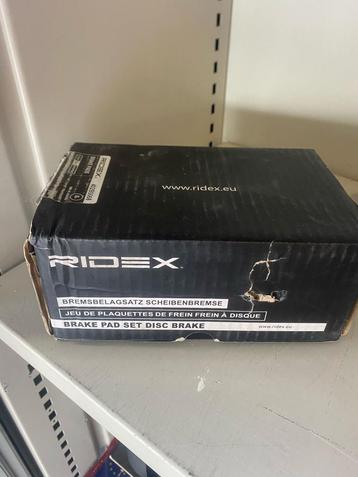 www.ridex.eu
RIDEX
RIDEX
BREMSBELAGSATZ SCHEIBENBREMSE
JEU DE PLAQUETTES DE FREIN FREIN À DISQUE
BRAKE PAD SET DISC BRAKE
www.ridex.eu